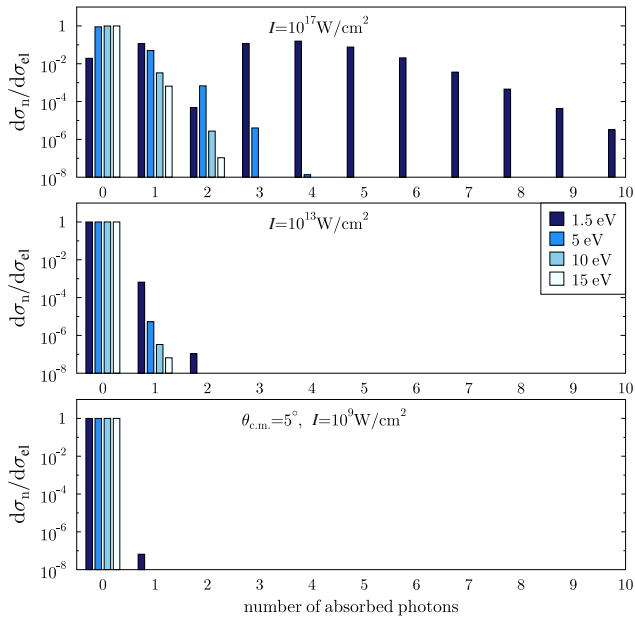 I=10^17 W/cm^2
dσ_n/dσ_el
1
10^-2
10^-4
10^-6
10^-8
0 1 2 3 4 5 6 7 8 9 10
I=10^13 W/cm^2
dσ_n/dσ_el
1
10^-2
10^-4
10^-6
10^-8
1.5 eV
5 eV
10 eV
15 eV
0 1 2 3 4 5 6 7 8 9 10
θ_c.m.=5°, I=10^9 W/cm^2
dσ_n/dσ_el
1
10^-2
10^-4
10^-6
10^-8
0 1 2 3 4 5 6 7 8 9 10
number of absorbed photons